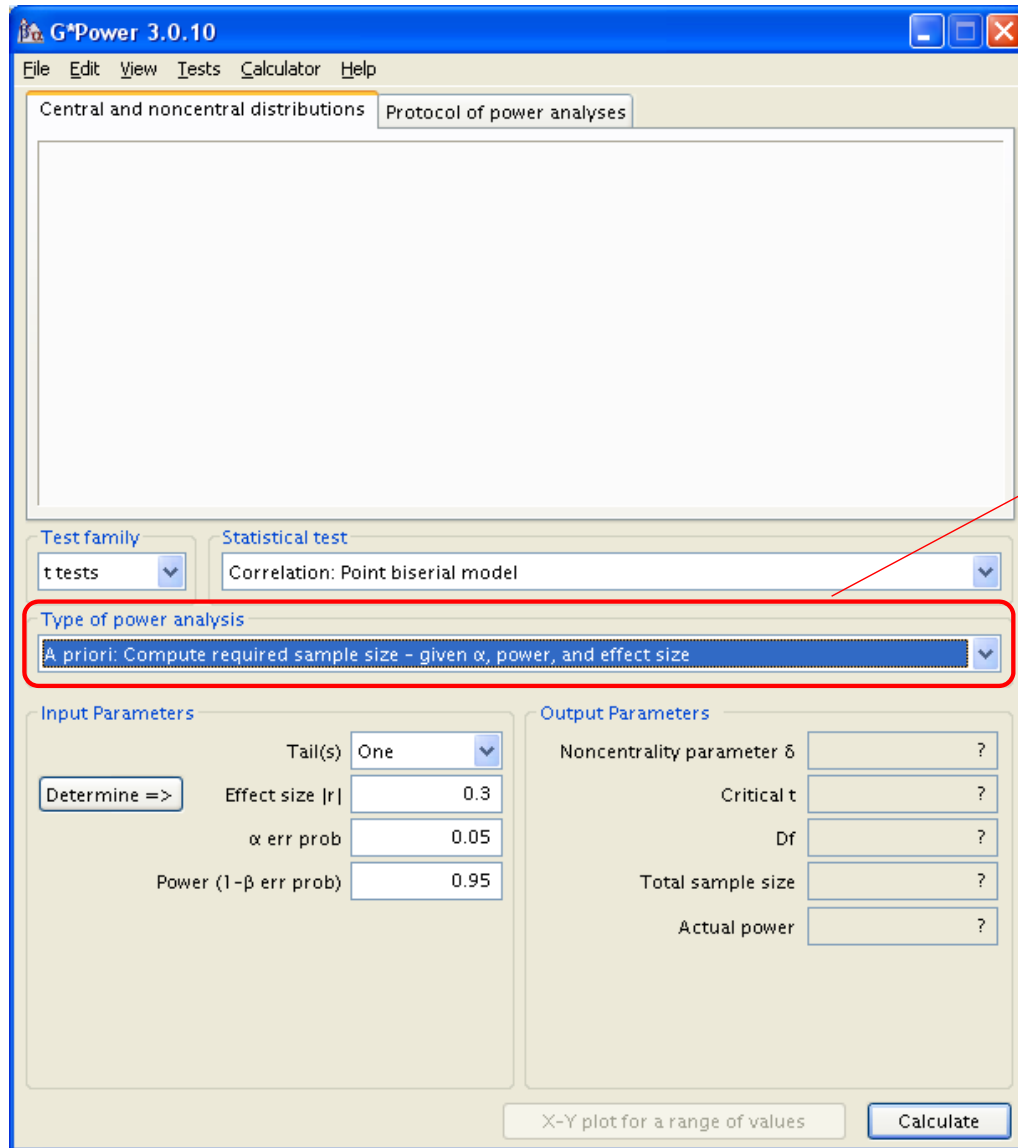 G*Power 3.0.10
File Edit View Tests Calculator Help
Central and noncentral distributions Protocol of power analyses
Test family Statistical test
t tests Correlation: Point biserial model
Type of power analysis
A priori: Compute required sample size - given α, power, and effect size
Input Parameters Output Parameters
Tail(s) One Noncentrality parameter δ ?
Determine => Effect size |r| 0.3 Critical t ?
α err prob 0.05 Df ?
Power (1-β err prob) 0.95 Total sample size ?
Actual power ?
X-Y plot for a range of values Calculate